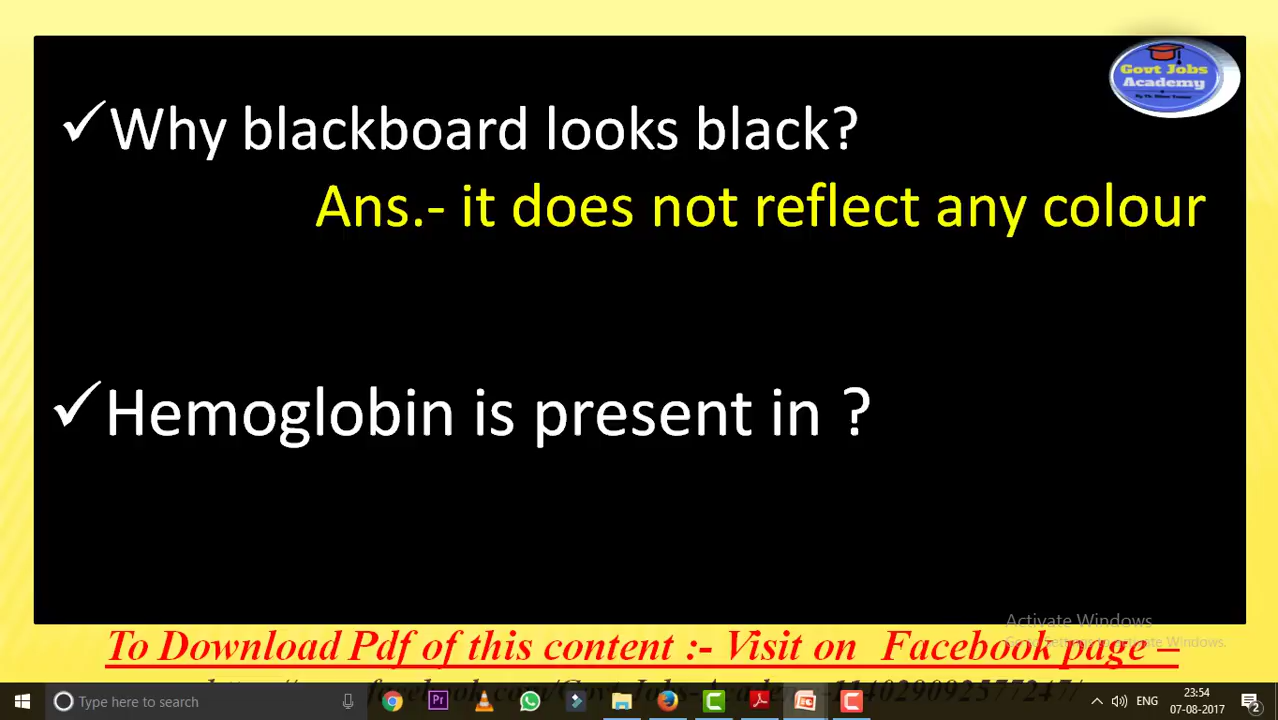 Govt Jobs
Academy
Why blackboard looks black?
Ans.- it does not reflect any colour
Hemoglobin is present in ?
Activate Windows
To Download Pdf of this content :- Visit on Facebook page –
Type here to search
ENG
23:54
07-08-2017
2